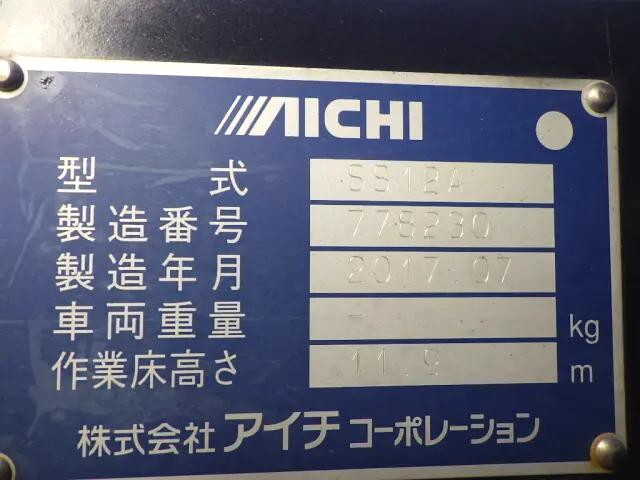 AICHI
型式 SS12A
製造番号 778230
製造年月 2017.07
車両重量 - kg
作業床高さ 11.9 m
株式会社 アイチ コーポレーション